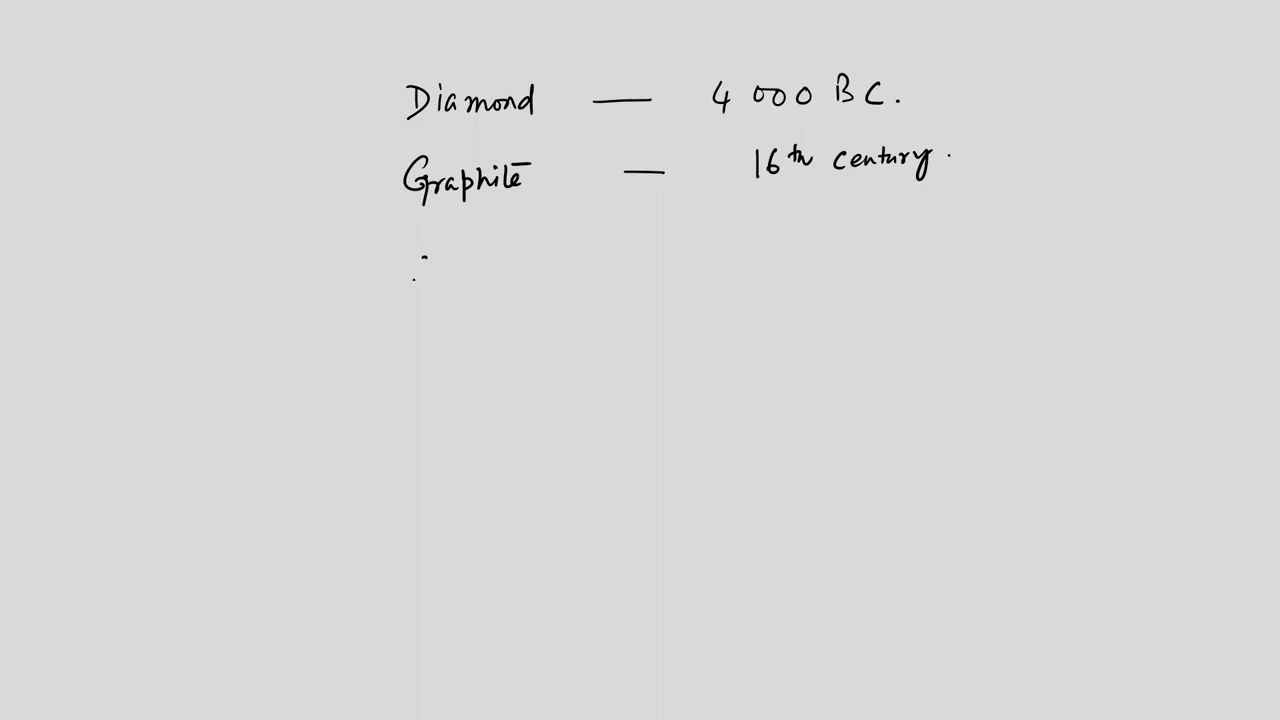 Diamond — 4000 BC.
Graphite — 16th century.